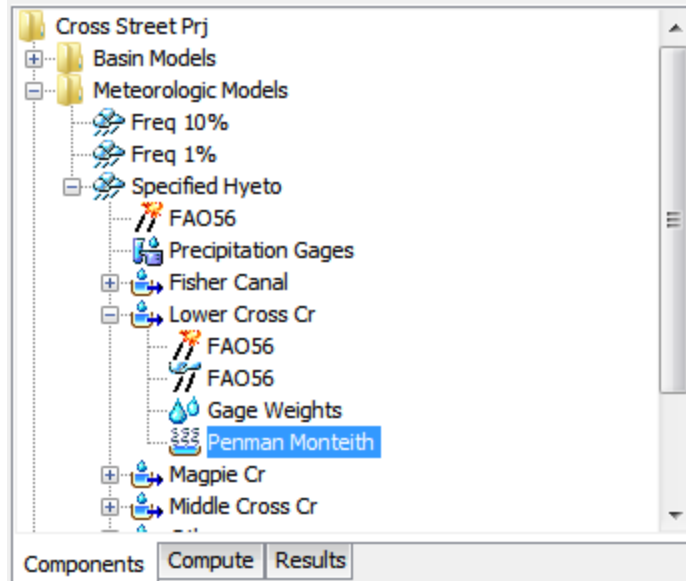 Cross Street Prj
Basin Models
Meteorologic Models
Freq 10%
Freq 1%
Specified Hyeto
FAO56
Precipitation Gages
Fisher Canal
Lower Cross Cr
FAO56
FAO56
Gage Weights
Penman Monteith
Magpie Cr
Middle Cross Cr
Components Compute Results